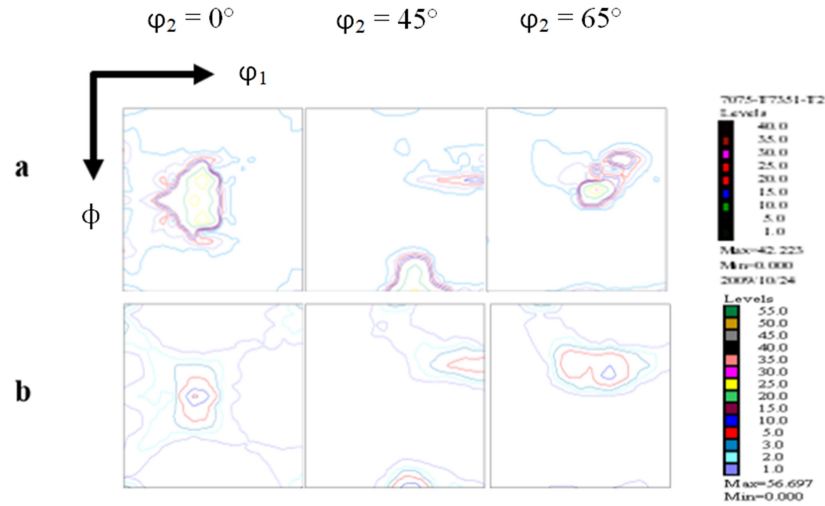 φ₂ = 0° φ₂ = 45° φ₂ = 65°
φ₁
ϕ
a
b
7075-T7351-T2
Levels
40.0
35.0
30.0
25.0
20.0
15.0
10.0
5.0
1.0
Max=42.223
Min=0.000
2009/10/24
Levels
55.0
50.0
45.0
40.0
35.0
30.0
25.0
20.0
15.0
10.0
5.0
3.0
2.0
1.0
Max=56.697
Min=0.000